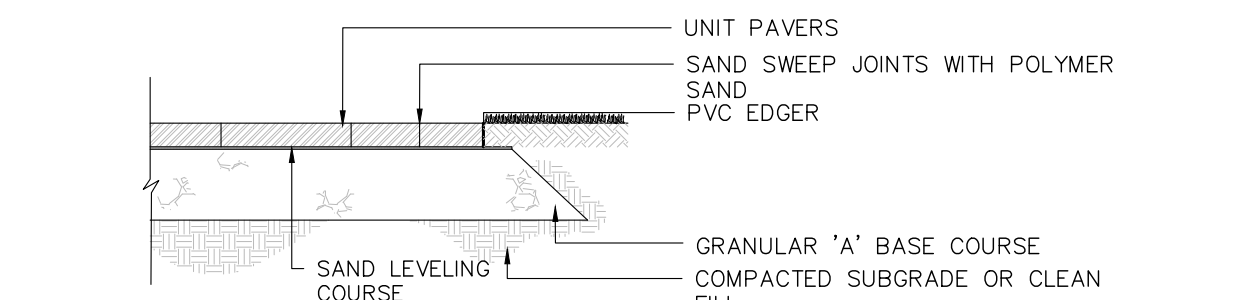 UNIT PAVERS
SAND SWEEP JOINTS WITH POLYMER
SAND
PVC EDGER
GRANULAR 'A' BASE COURSE
SAND LEVELING
COURSE
COMPACTED SUBGRADE OR CLEAN
FILL